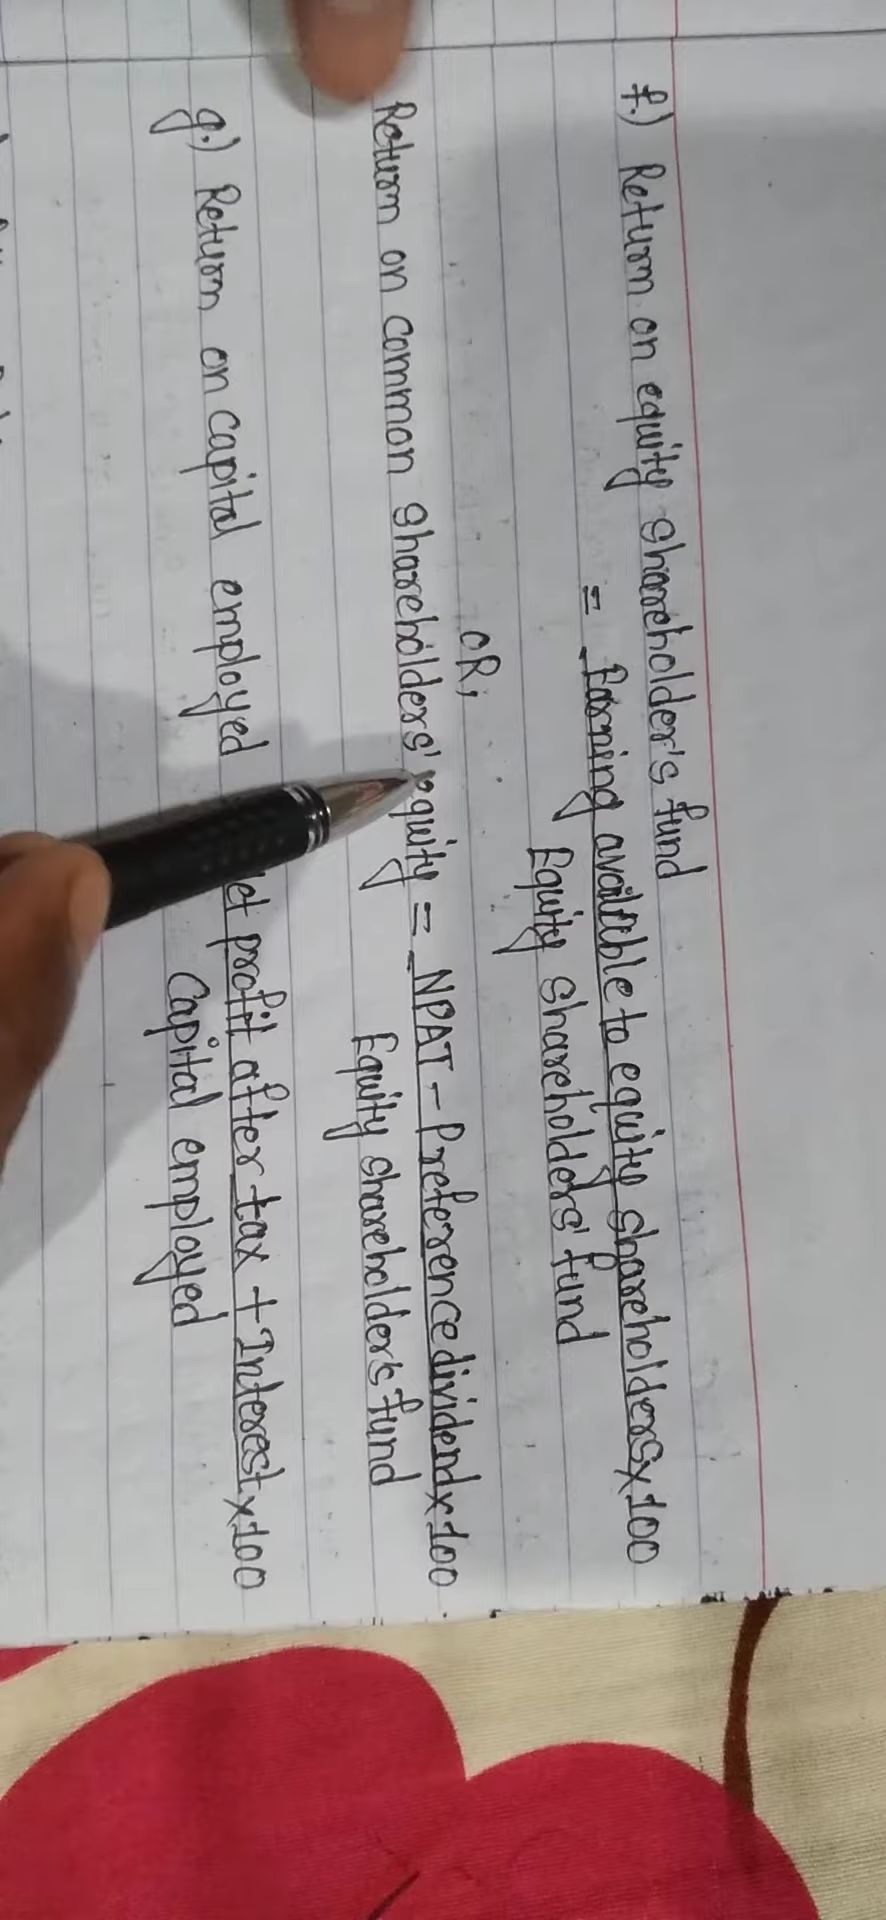 f.) Return on equity shareholder's fund
= Earning available to equity shareholders x 100
Equity shareholders' fund
OR,
Return on common shareholders' equity = NPAT - Preference dividend x 100
Equity shareholder's fund
g.) Return on capital employed et profit after tax + Interest x 100
Capital employed